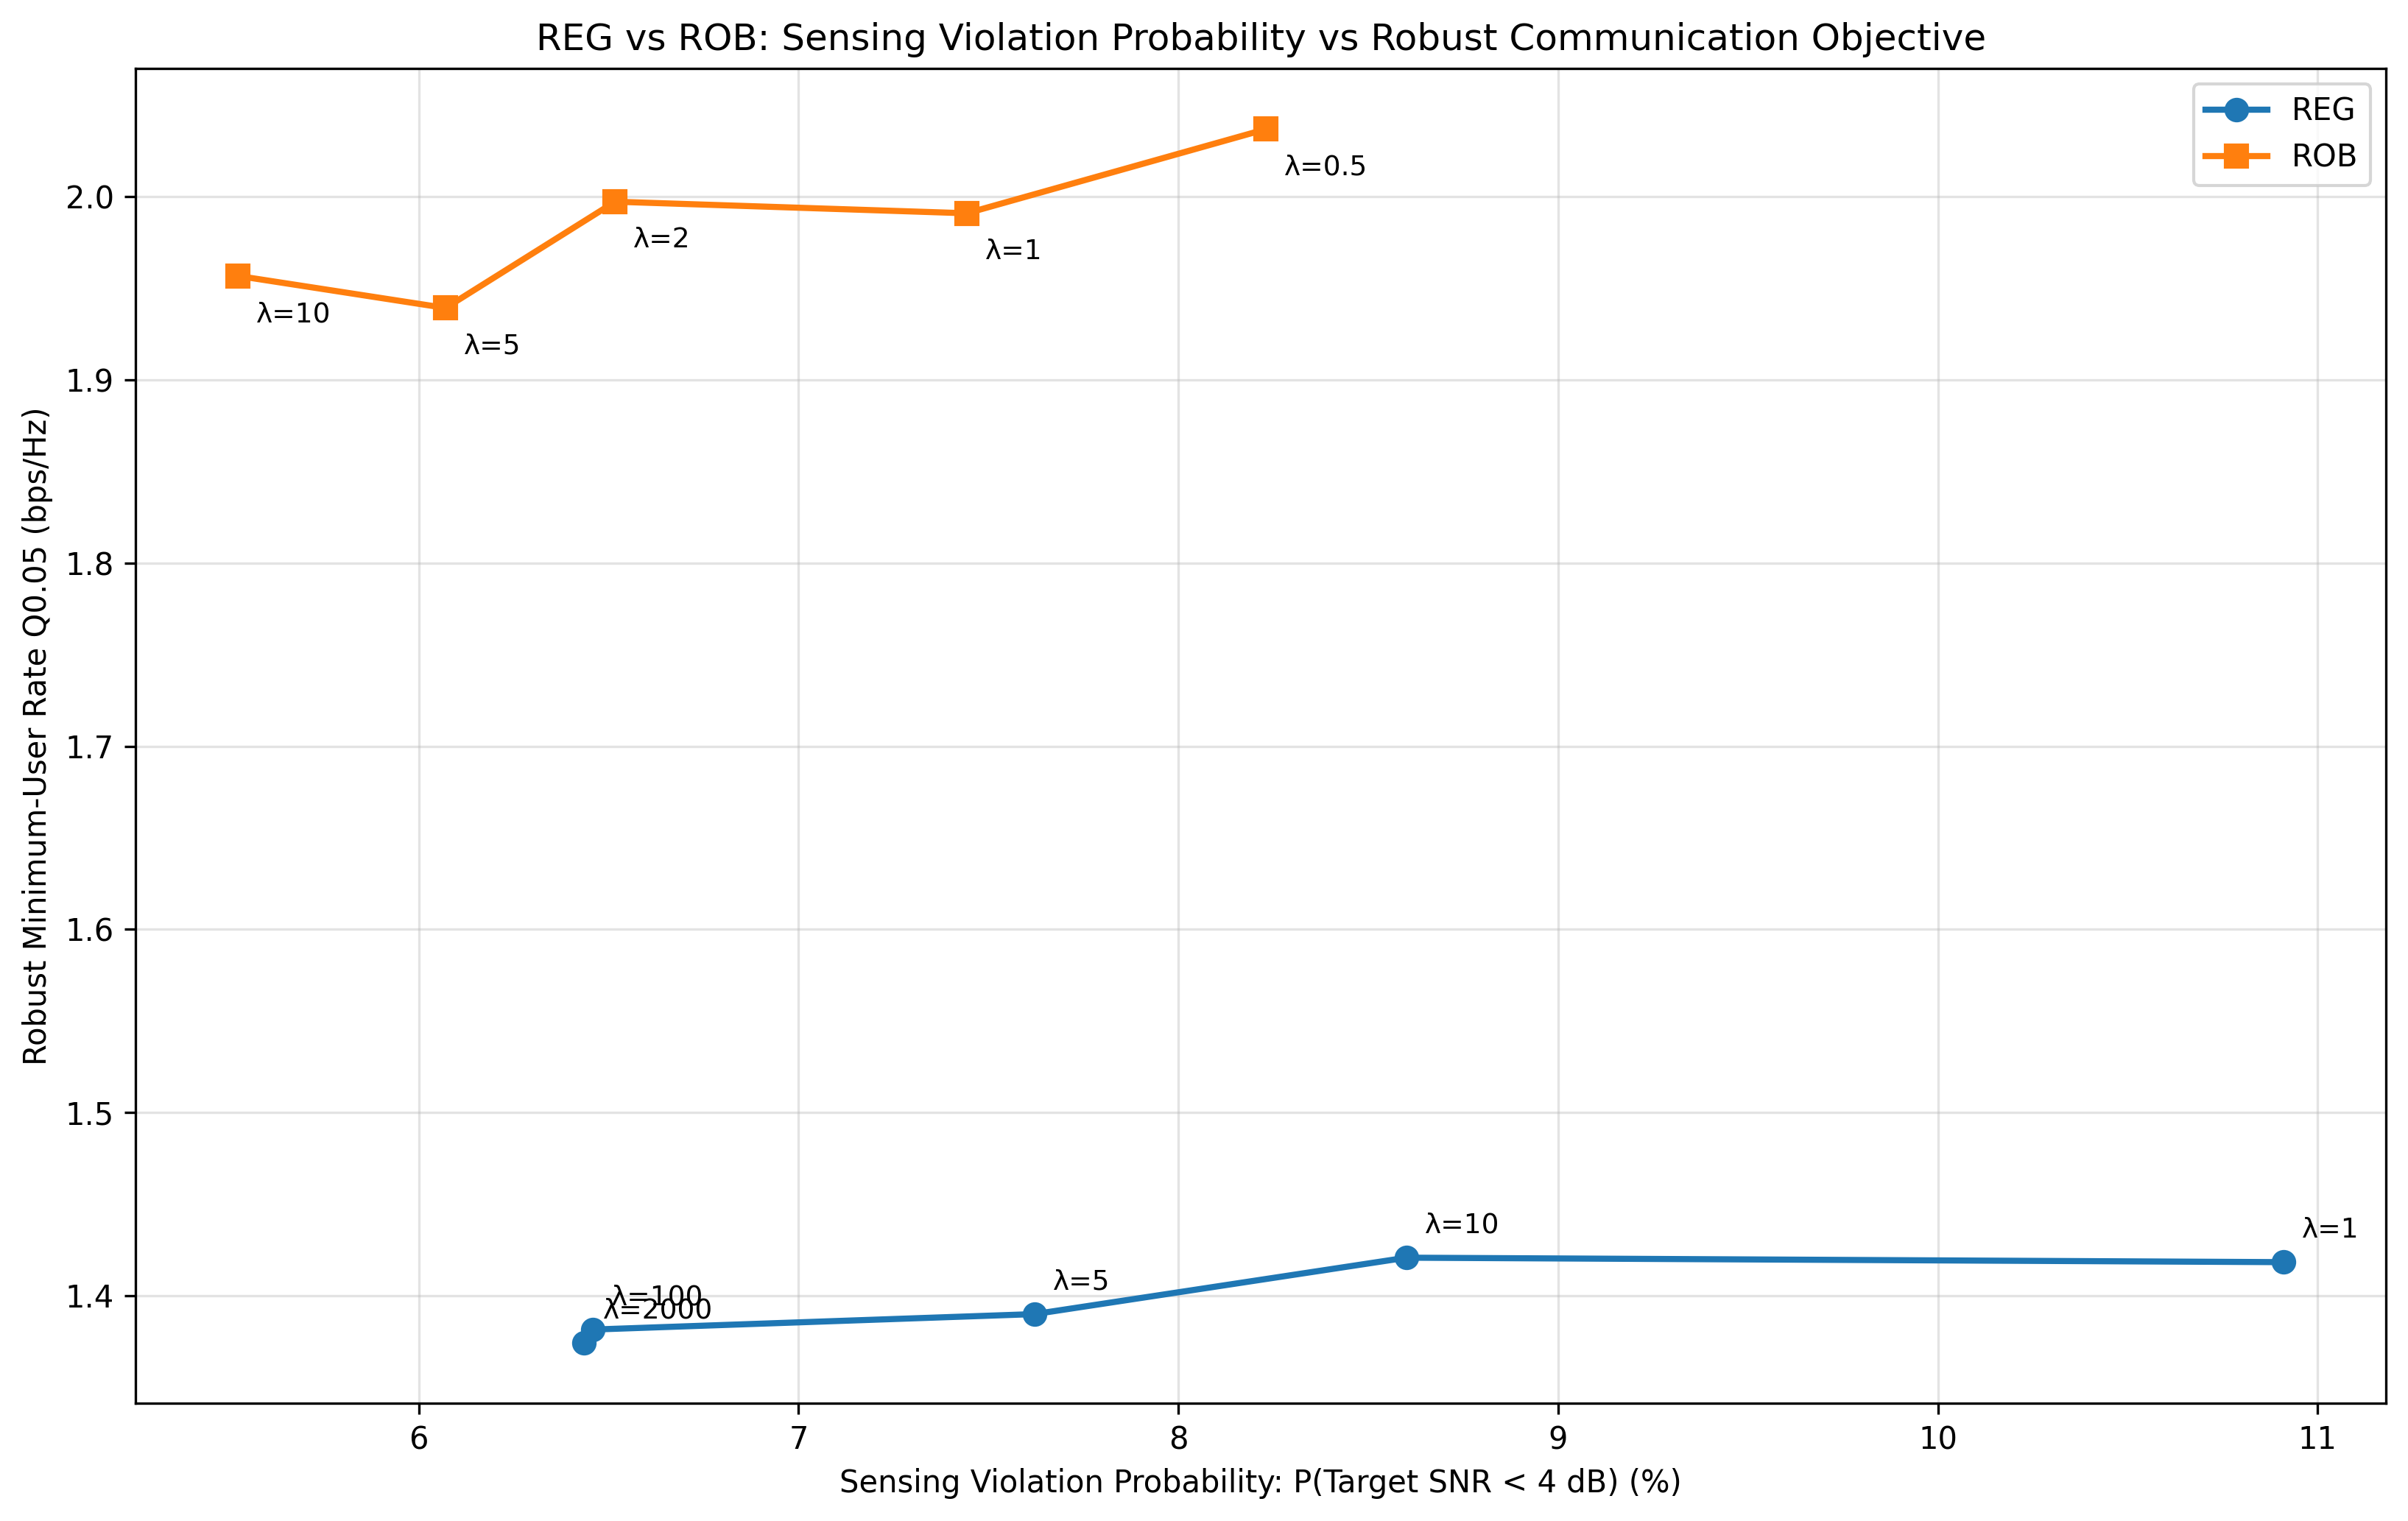 REG vs ROB: Sensing Violation Probability vs Robust Communication Objective
REG
ROB
Robust Minimum-User Rate Q0.05 (bps/Hz)
2.0
1.9
1.8
1.7
1.6
1.5
1.4
λ=0.5
λ=2
λ=1
λ=10
λ=5
λ=10
λ=1
λ=5
λ=100
λ=2000
6
7
8
9
10
11
Sensing Violation Probability: P(Target SNR < 4 dB) (%)